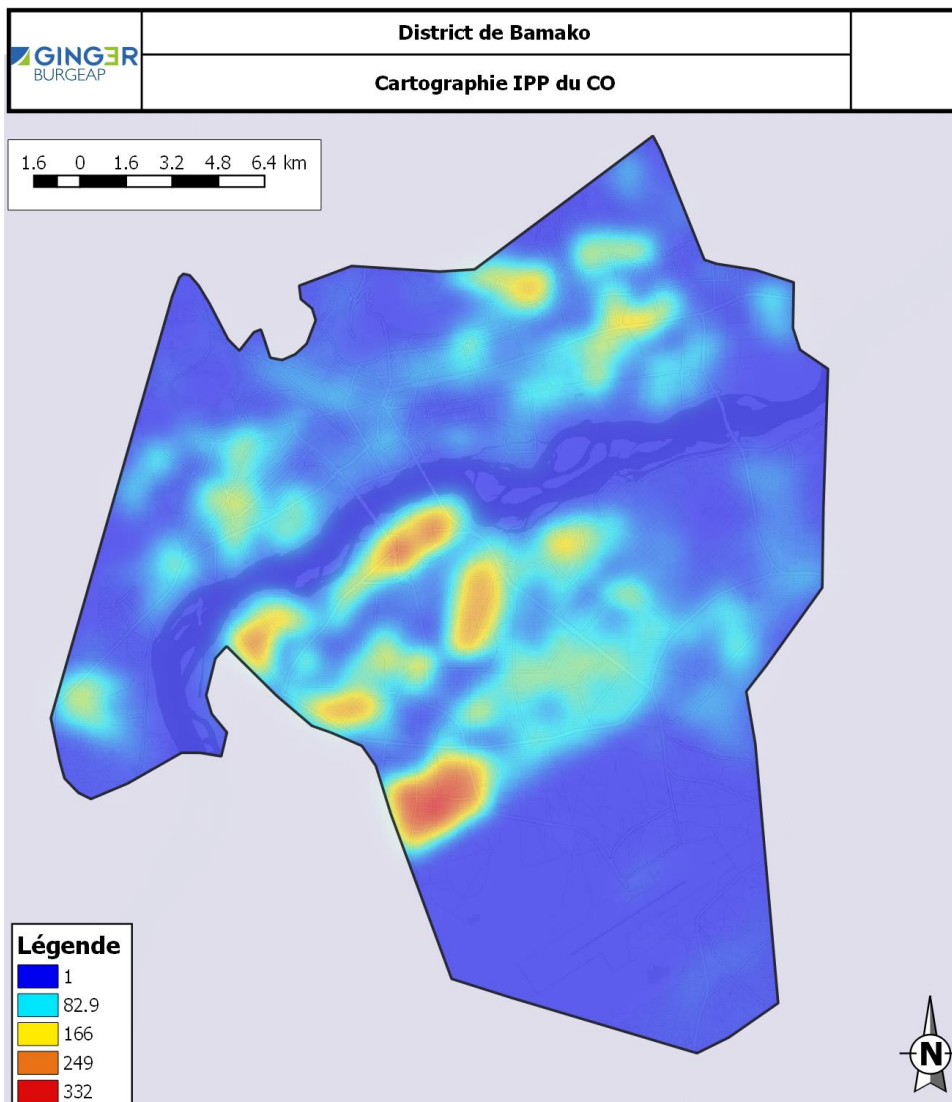 GINGER
BURGEAP
District de Bamako
Cartographie IPP du CO
1.6 0 1.6 3.2 4.8 6.4 km
Légende
1
82.9
166
249
332
N